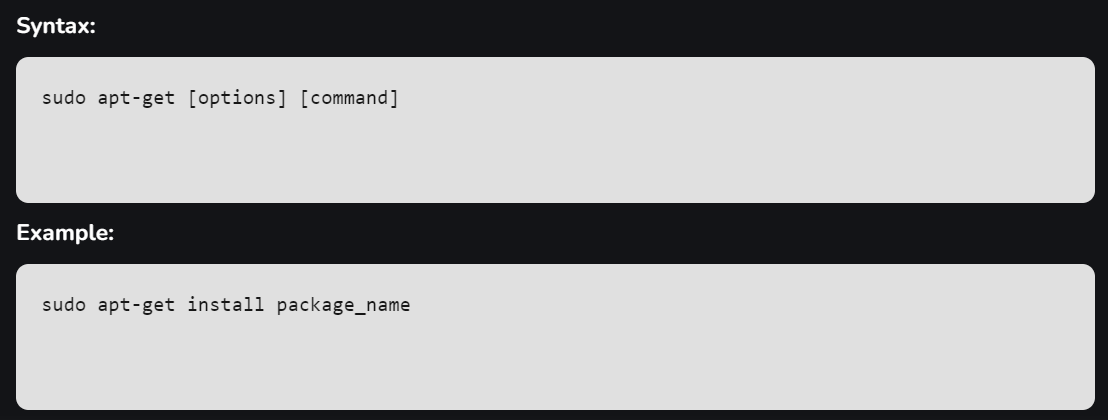 Syntax:
sudo apt-get [options] [command]
Example:
sudo apt-get install package_name